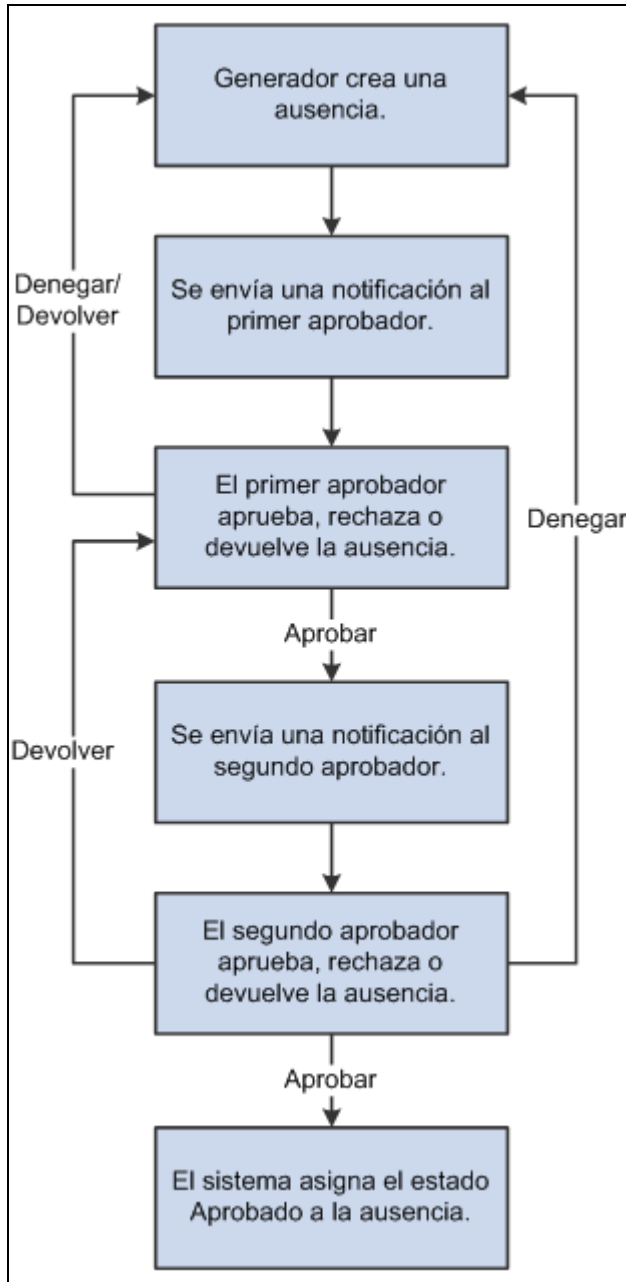 Generador crea una
ausencia.
Denegar/
Devolver
Se envía una notificación al
primer aprobador.
El primer aprobador
aprueba, rechaza o
devuelve la ausencia.
Denegar
Aprobar
Se envía una notificación al
segundo aprobador.
Devolver
El segundo aprobador
aprueba, rechaza o
devuelve la ausencia.
Aprobar
El sistema asigna el estado
Aprobado a la ausencia.